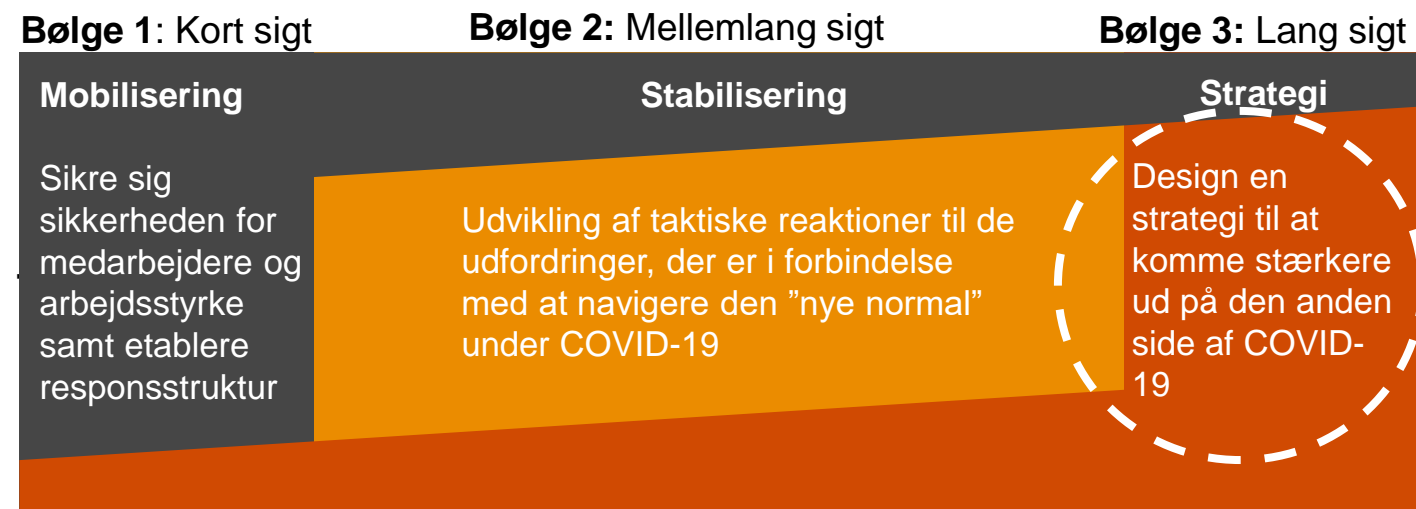 Bølge 1: Kort sigt
Bølge 2: Mellemlang sigt
Bølge 3: Lang sigt
Mobilisering
Stabilisering
Strategi
Sikre sig
sikkerheden for
medarbejdere og
arbejdsstyrke
samt etablere
responsstruktur
Udvikling af taktiske reaktioner til de
udfordringer, der er i forbindelse
med at navigere den ”nye normal”
under COVID-19
Design en
strategi til at
komme stærkere
ud på den anden
side af COVID-
19